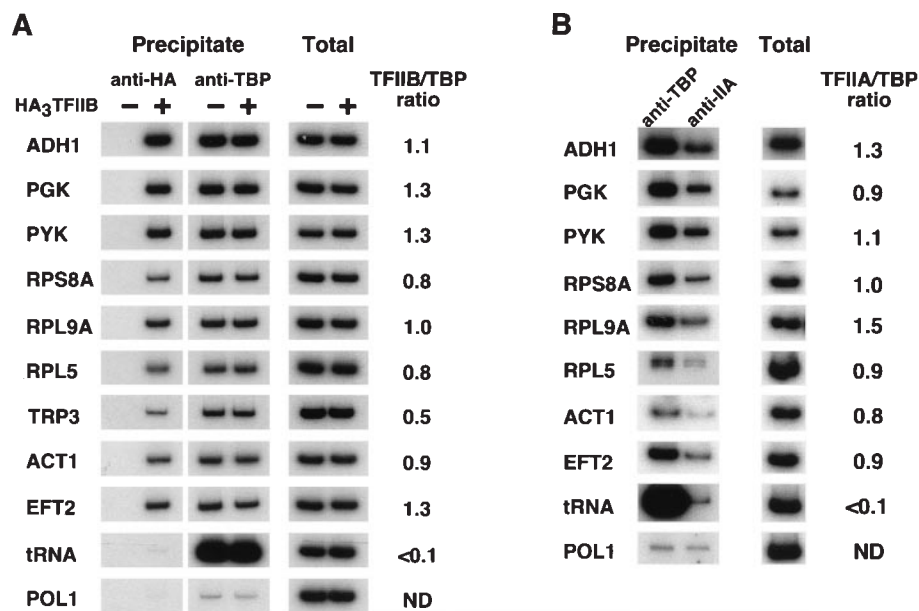 A
Precipitate Total
anti-HA anti-TBP TFIIB/TBP ratio
HA3TFIIB − + − + − +
ADH1 1.1
PGK 1.3
PYK 1.3
RPS8A 0.8
RPL9A 1.0
RPL5 0.8
TRP3 0.5
ACT1 0.9
EFT2 1.3
tRNA <0.1
POL1 ND
B
Precipitate Total
anti-TBP anti-IIA TFIIA/TBP ratio
ADH1 1.3
PGK 0.9
PYK 1.1
RPS8A 1.0
RPL9A 1.5
RPL5 0.9
ACT1 0.8
EFT2 0.9
tRNA <0.1
POL1 ND